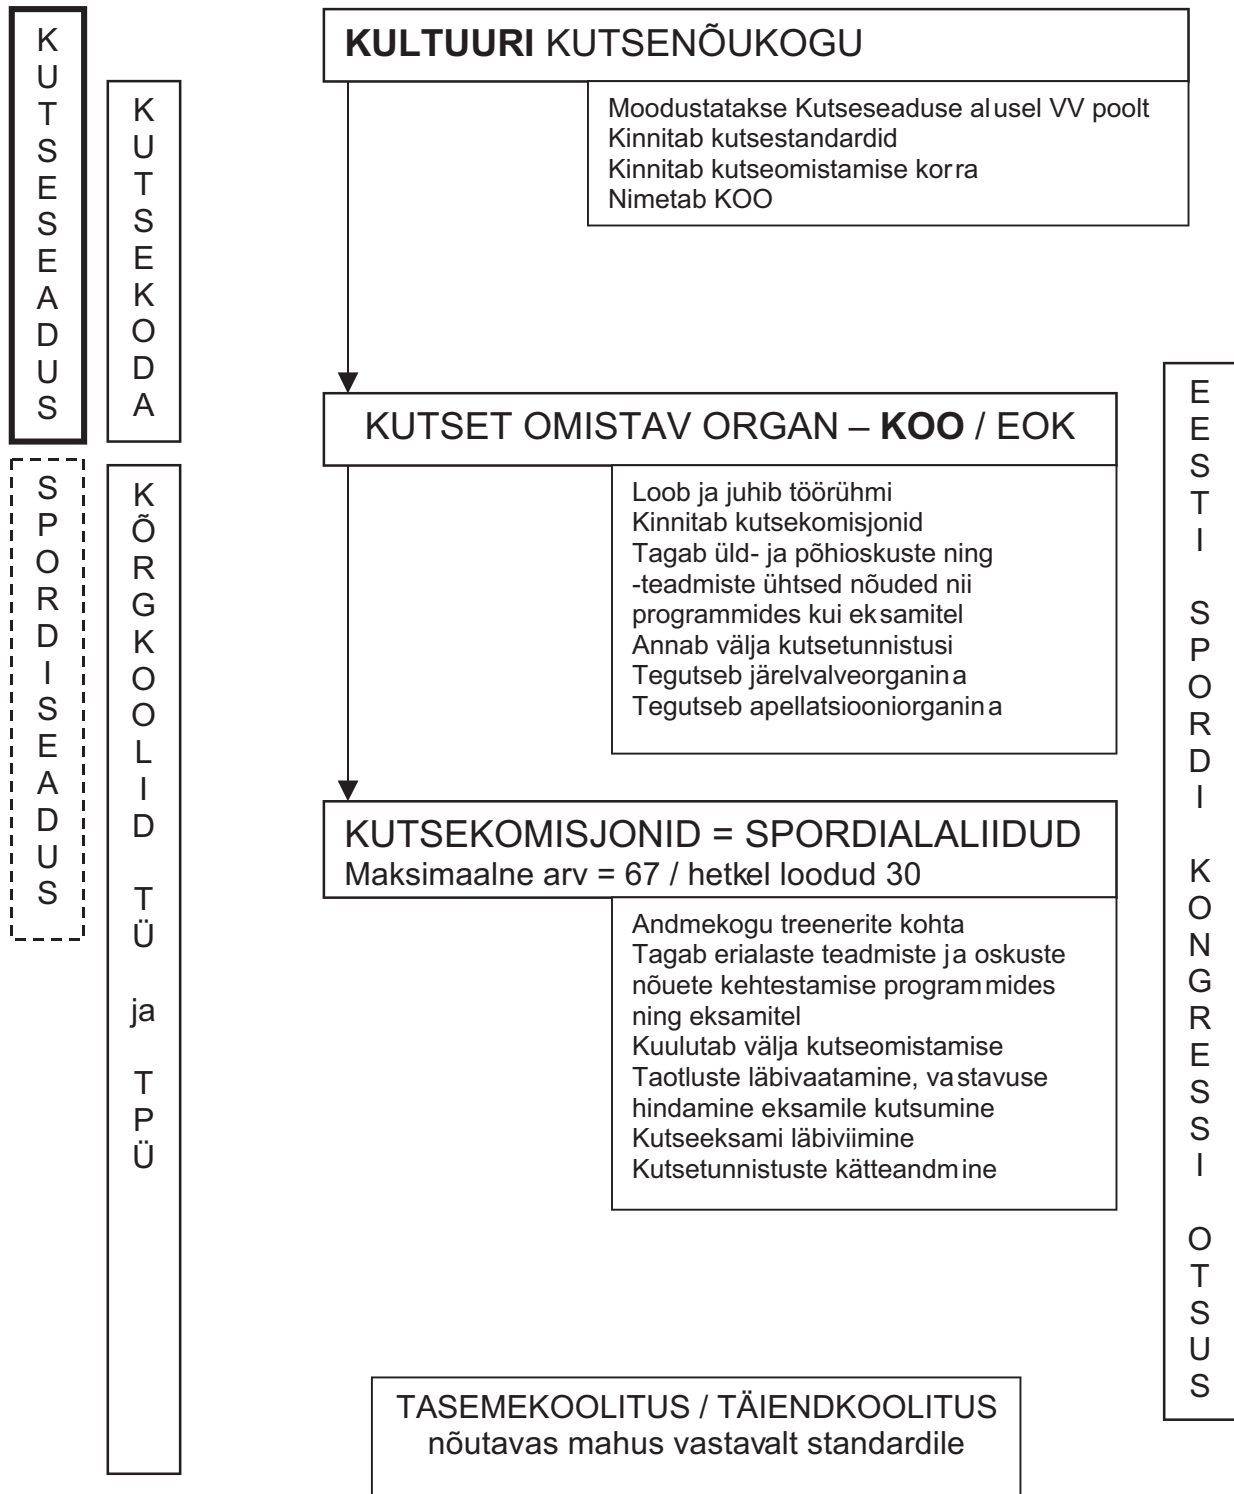 KUTSESEADUS
KUTSEKODA
SPORDISEADUS
KÕRGKOOLID TÜ ja TPÜ
KULTUURI KUTSENÕUKOGU
Moodustatakse Kutseseaduse alusel VV poolt
Kinnitab kutsestandardid
Kinnitab kutseomistamise korra
Nimetab KOO
KUTSET OMISTAV ORGAN – KOO / EOK
Loob ja juhib töörühmi
Kinnitab kutsekomisjonid
Tagab üld- ja põhioskuste ning
-teadmiste ühtsed nõuded nii
programmides kui eksamitel
Annab välja kutsetunnistusi
Tegutseb järelvalveorganina
Tegutseb apellatsiooniorganina
KUTSEKOMISJONID = SPORDIALALIIDUD
Maksimaalne arv = 67 / hetkel loodud 30
Andmekogu treenerite kohta
Tagab erialaste teadmiste ja oskuste
nõuete kehtestamise programmides
ning eksamitel
Kuulutab välja kutseomistamise
Taotluste läbivaatamine, vastavuse
hindamine eksamile kutsumine
Kutseeksami läbiviimine
Kutsetunnistuste kätteandmine
TASEMEKOOLITUS / TÄIENDKOOLITUS
nõutavas mahus vastavalt standardile
EESTI SPORDI KONGRESSI OTSUS